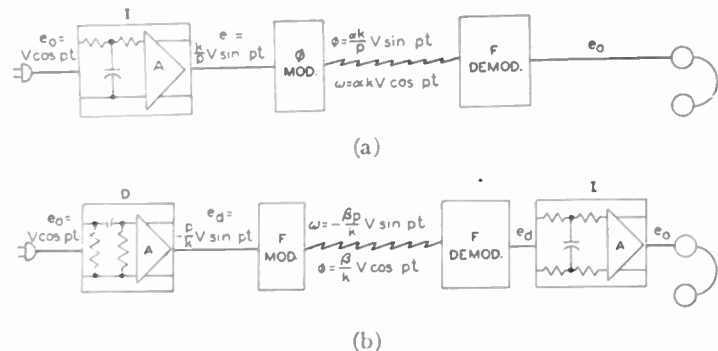 I
e₀=
V cos pt
A
e =
k/p V sin pt
Φ
MOD.
ϕ = αk/p V sin pt
ω=αkV cos pt
F
DEMOD.
e₀
(a)
D
e₀=
V cos pt
A
e_d=
-p/k V sin pt
F
MOD.
ω=-βp/k V sin pt
ϕ = β/k V cos pt
F
DEMOD.
e_d
I
A
e₀
(b)